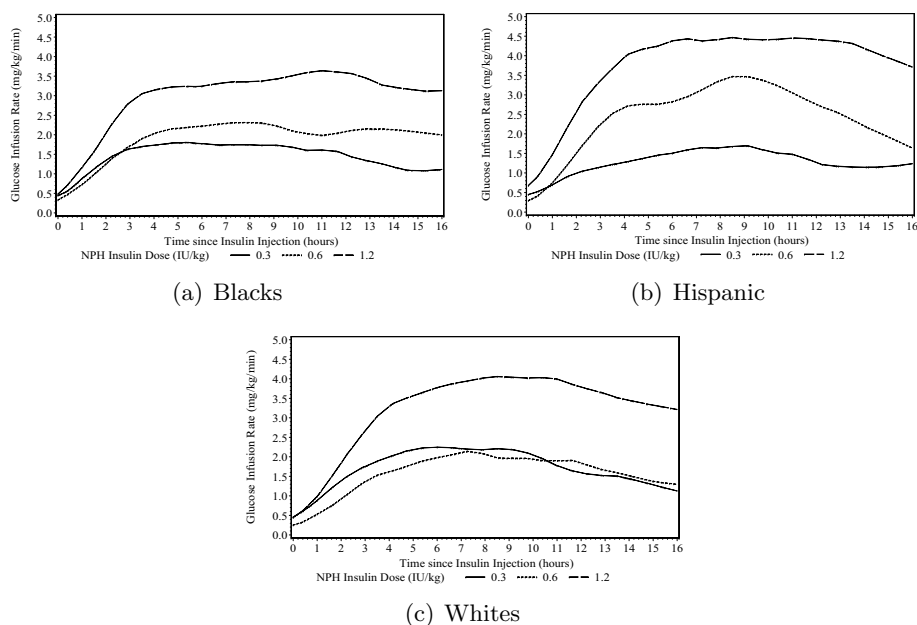 Glucose Infusion Rate (mg/kg/min)
5.0
4.5
4.0
3.5
3.0
2.5
2.0
1.5
1.0
0.5
0.0
0 1 2 3 4 5 6 7 8 9 10 11 12 13 14 15 16
Time since Insulin Injection (hours)
NPH Insulin Dose (IU/kg) 0.3 0.6 1.2
(a) Blacks
Glucose Infusion Rate (mg/kg/min)
5.0
4.5
4.0
3.5
3.0
2.5
2.0
1.5
1.0
0.5
0.0
0 1 2 3 4 5 6 7 8 9 10 11 12 13 14 15 16
Time since Insulin Injection (hours)
NPH Insulin Dose (IU/kg) 0.3 0.6 1.2
(b) Hispanic
Glucose Infusion Rate (mg/kg/min)
5.0
4.5
4.0
3.5
3.0
2.5
2.0
1.5
1.0
0.5
0.0
0 1 2 3 4 5 6 7 8 9 10 11 12 13 14 15 16
Time since Insulin Injection (hours)
NPH Insulin Dose (IU/kg) 0.3 0.6 1.2
(c) Whites